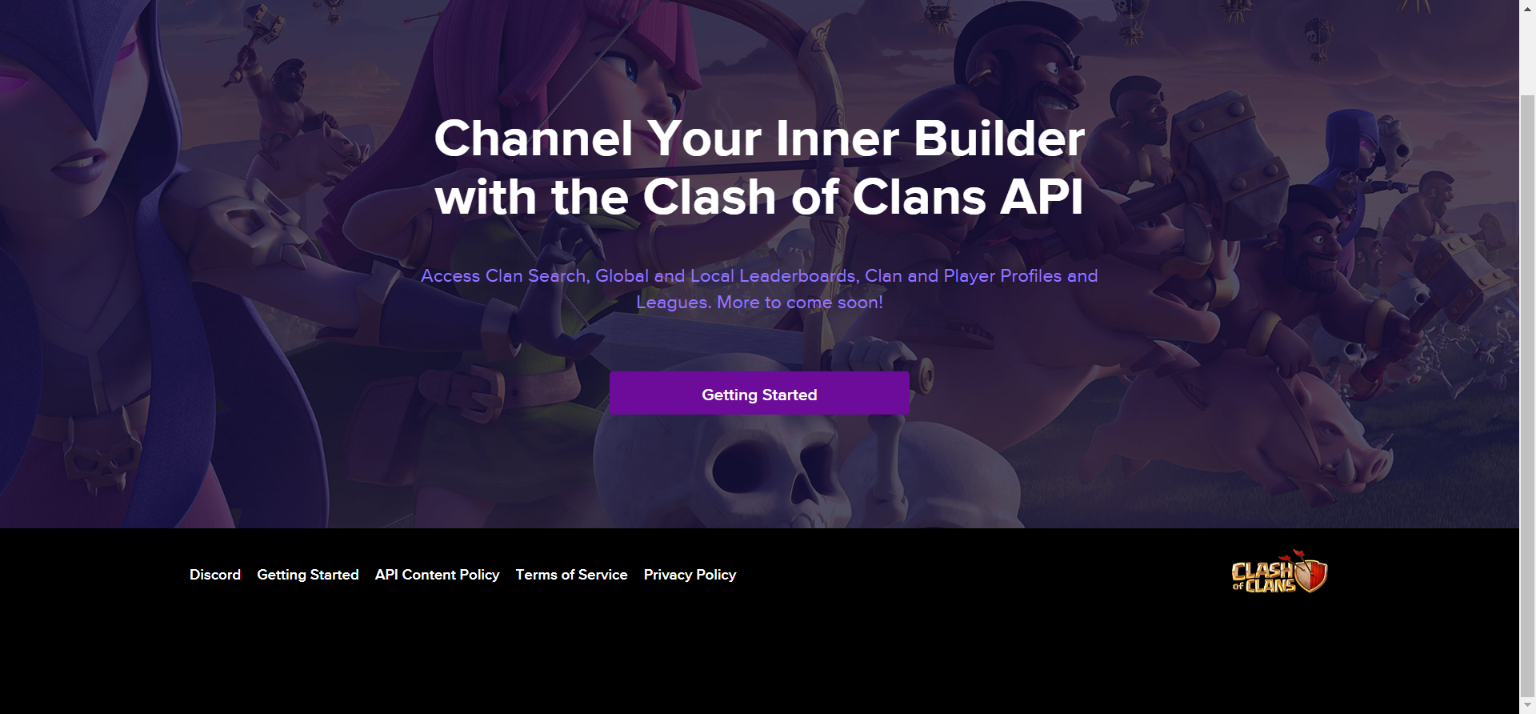 Channel Your Inner Builder
with the Clash of Clans API
Access Clan Search, Global and Local Leaderboards, Clan and Player Profiles and
Leagues. More to come soon!
Getting Started
Discord Getting Started API Content Policy Terms of Service Privacy Policy
CLASH
OF CLANS